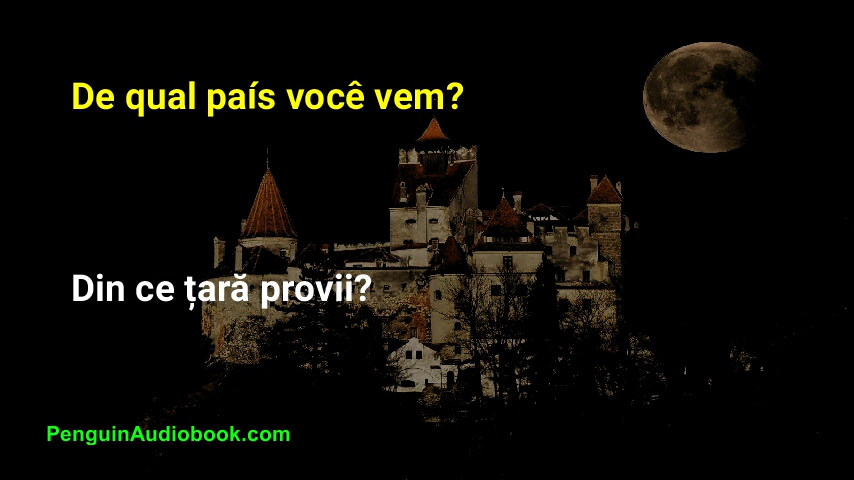 De qual país você vem?
Din ce țară provii?
PenguinAudiobook.com